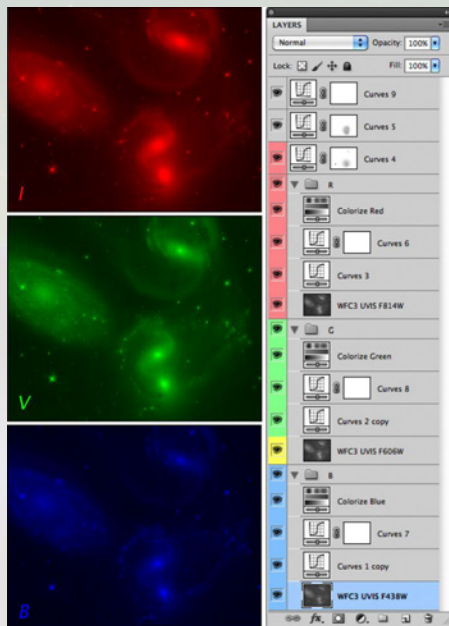 I
V
B
LAYERS
Normal Opacity: 100%
Lock: Fill: 100%
Curves 9
Curves 5
Curves 4
R
Colorize Red
Curves 6
Curves 3
WFC3 UVIS F814W
G
Colorize Green
Curves 8
Curves 2 copy
WFC3 UVIS F606W
B
Colorize Blue
Curves 7
Curves 1 copy
WFC3 UVIS F438W
fx